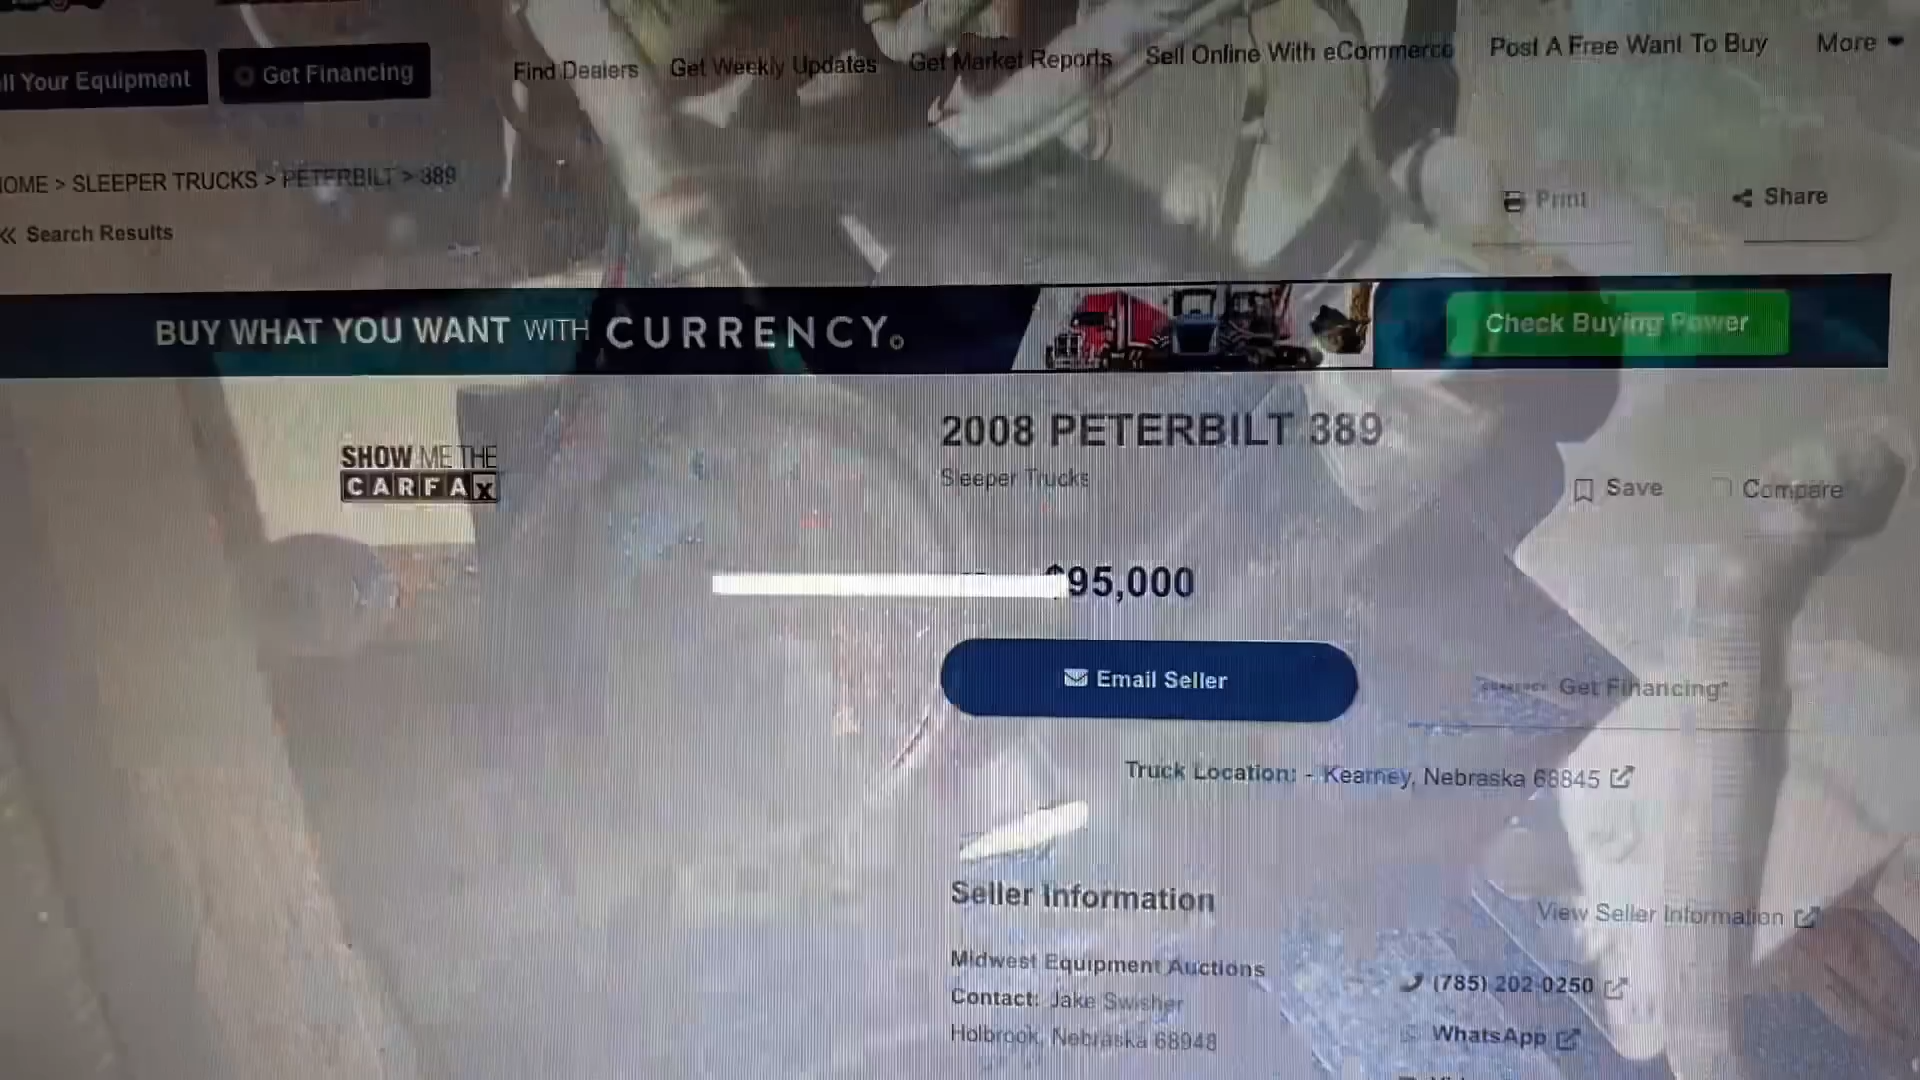 ll Your Equipment
Get Financing
Find Dealers
Get Weekly Updates
Get Market Reports
Sell Online With eCommerce
Post A Free Want To Buy
More
OME > SLEEPER TRUCKS > PETERBILT > 389
Print
Share
« Search Results
BUY WHAT YOU WANT WITH CURRENCY.
Check Buying Power
SHOW ME THE
CARFAX
2008 PETERBILT 389
Sleeper Trucks
Save
Compare
$95,000
Email Seller
Get Financing*
Truck Location: - Kearney, Nebraska 68845
Seller Information
View Seller Information
Midwest Equipment Auctions
(785) 202-0250
Contact: Jake Swisher
WhatsApp
Holbrook, Nebraska 68948